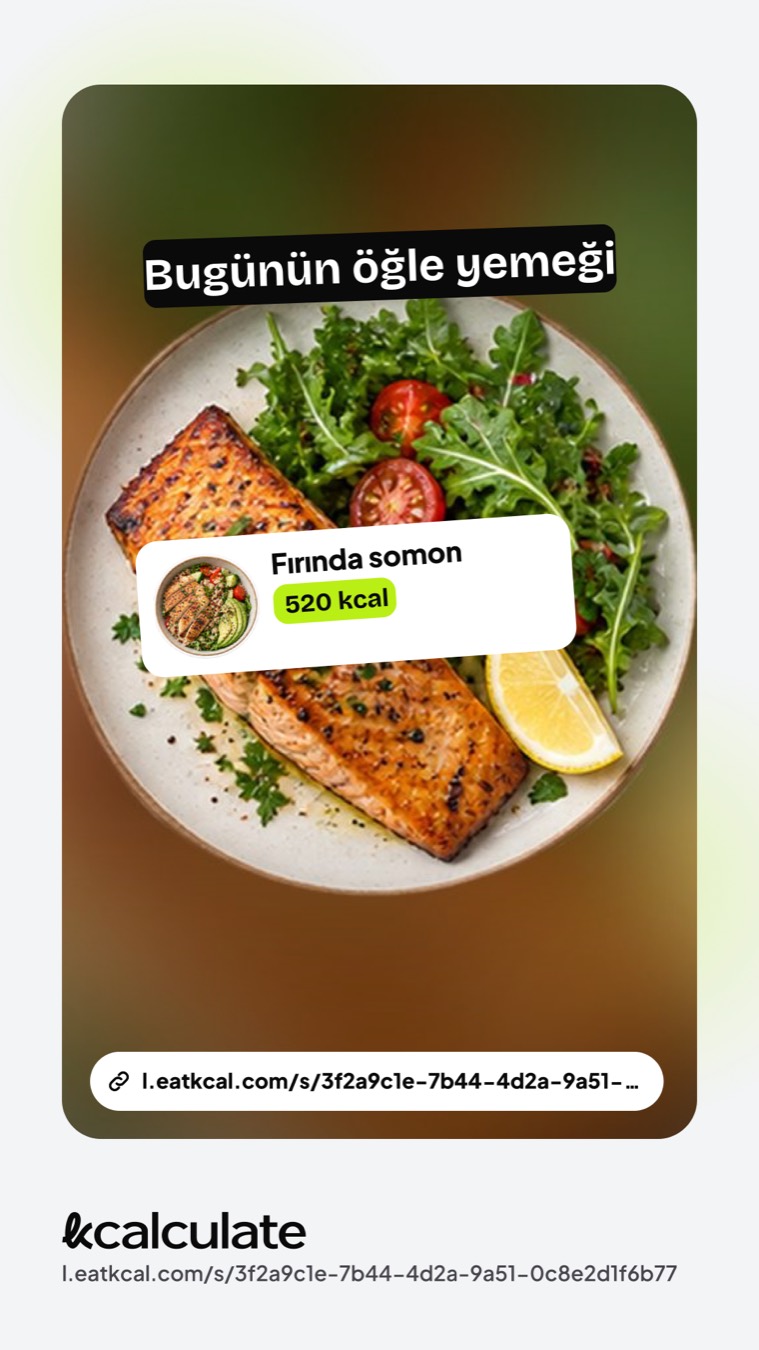 Bugünün öğle yemeği
Fırında somon
520 kcal
l.eatkcal.com/s/3f2a9c1e-7b44-4d2a-9a51-...
kcalculate
l.eatkcal.com/s/3f2a9c1e-7b44-4d2a-9a51-0c8e2d1f6b77